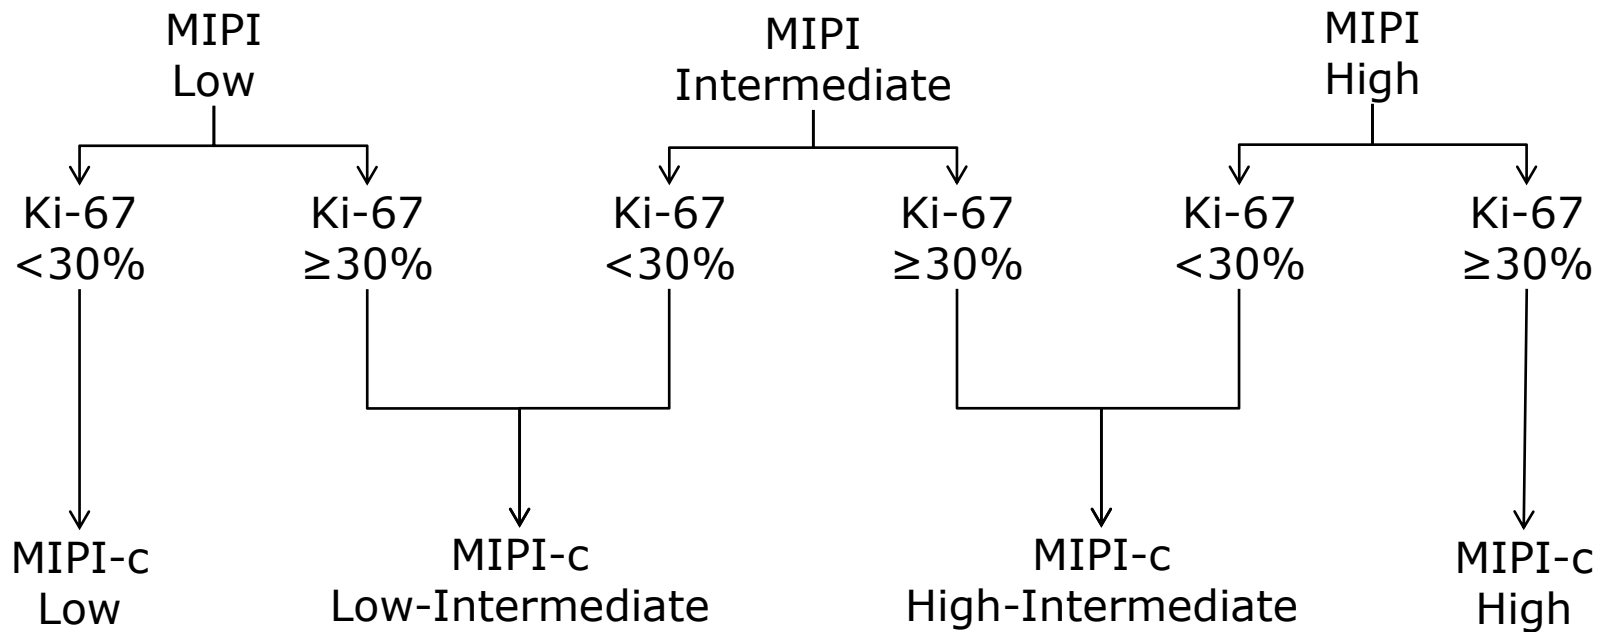 MIPI
Low
MIPI
Intermediate
MIPI
High
Ki-67
<30%
Ki-67
≥30%
Ki-67
<30%
Ki-67
≥30%
Ki-67
<30%
Ki-67
≥30%
MIPI-c
Low
MIPI-c
Low-Intermediate
MIPI-c
High-Intermediate
MIPI-c
High